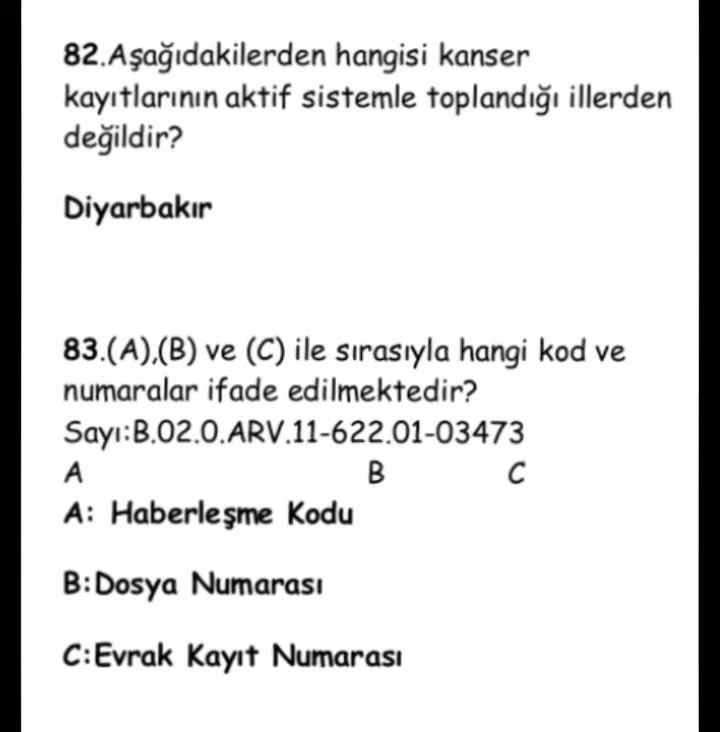 82.Aşağıdakilerden hangisi kanser
kayıtlarının aktif sistemle toplandığı illerden
değildir?
Diyarbakır
83.(A),(B) ve (C) ile sırasıyla hangi kod ve
numaralar ifade edilmektedir?
Sayı:B.02.0.ARV.11-622.01-03473
A B C
A: Haberleşme Kodu
B:Dosya Numarası
C:Evrak Kayıt Numarası